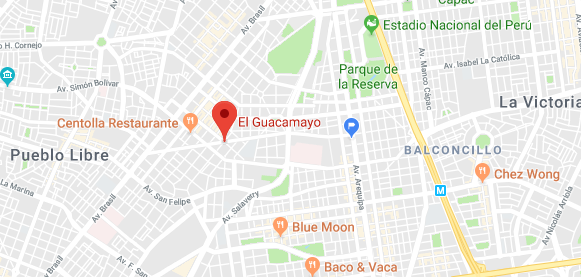 Capac
Estadio Nacional del Perú
o H. Cornejo
Av. Brasil
Av. Isabel La Católica
Parque de
la Reserva
Av. Manco Cápac
Av. Simón Bolívar
La Victoria
Centolla Restaurante
El Guacamayo
Pueblo Libre
BALCONCILLO
Chez Wong
La Marina
Av. Arequipa
M
Av. Brasil
Av. San Felipe
Av. Salaverry
Av. Nicolás Arriola
Blue Moon
Av. F. San
Baco & Vaca